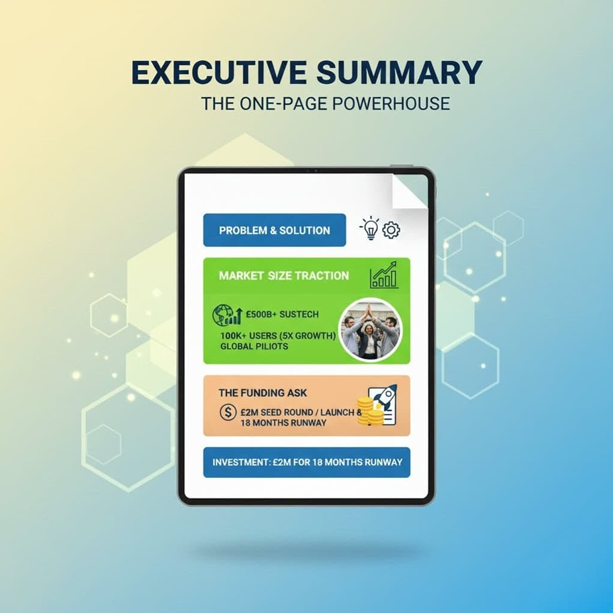 EXECUTIVE SUMMARY
THE ONE-PAGE POWERHOUSE
PROBLEM & SOLUTION
MARKET SIZE TRACTION
£500B+ SUSTECH
100K+ USERS (5X GROWTH)
GLOBAL PILIOTS
THE FUNDING ASK
$ £2M SEED ROUND / LAUNCH &
18 MONTHS RUNWAY
INVESTMENT: £2M FOR 18 MONTHS RUNWAY